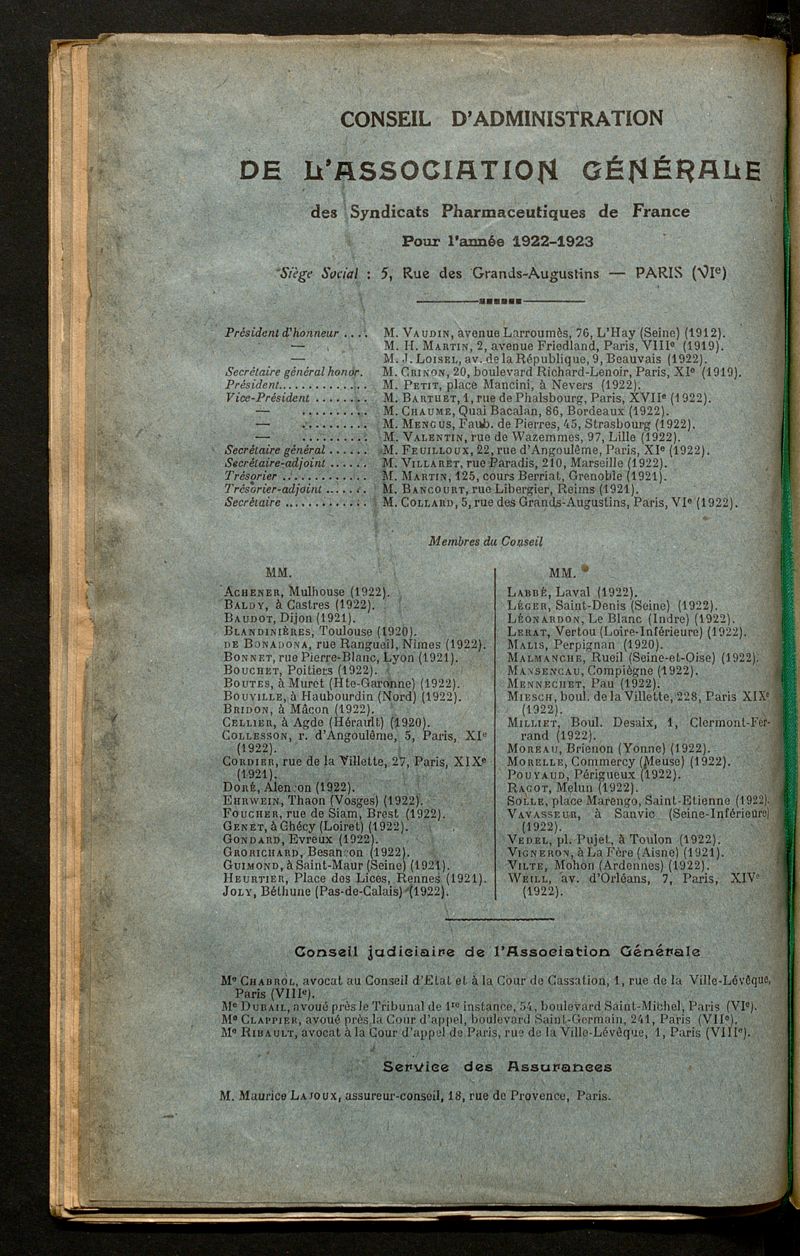 CONSEIL D'ADMINISTRATION
DE L'ASSOCIATION GÉNÉRALE
des Syndicats Pharmaceutiques de France
Pour l'année 1922-1923
Siège Social : 5, Rue des Grands-Augustins — PARIS (VIe)
Président d'honneur .... M. VAUDIN, avenue Larroumès, 76, L'Hay (Seine) (1912).
— M. H. MARTIN, 2, avenue Friedland, Paris, VIIIe (1919).
— M. J. LOISEL, av. de la République, 9, Beauvais (1922).
Secrétaire général honor. M. CRINON, 20, boulevard Richard-Lenoir, Paris, XIe (1919).
Président.............. M. PETIT, place Mancini, à Nevers (1922).
Vice-Président ........ M. BARTHET, 1, rue de Phalsbourg, Paris, XVIIe (1922).
— .......... M. CHAUME, Quai Bacalan, 86, Bordeaux (1922).
— .......... M. MENGUS, Faub. de Pierres, 45, Strasbourg (1922).
— .......... M. VALENTIN, rue de Wazemmes, 97, Lille (1922).
Secrétaire général ...... M. FEUILLOUX, 22, rue d'Angoulême, Paris, XIe (1922).
Secrétaire-adjoint ...... M. VILLARET, rue Paradis, 210, Marseille (1922).
Trésorier ............. M. MARTIN, 125, cours Berriat, Grenoble (1921).
Trésorier-adjoint ....... M. BANCOURT, rue Libergier, Reims (1921).
Secrétaire ............. M. COLLARD, 5, rue des Grands-Augustins, Paris, VIe (1922).
Membres du Conseil
MM.
ACHENER, Mulhouse (1922).
BALDY, à Castres (1922).
BAUDOT, Dijon (1921).
BLANDINIÈRES, Toulouse (1920).
DE BONADONA, rue Rangueil, Nîmes (1922).
BONNET, rue Pierre-Blanc, Lyon (1921).
BOUCHET, Poitiers (1922).
BOUTES, à Muret (Hte-Garonne) (1922).
BOUVILLE, à Haubourdin (Nord) (1922).
BRIDON, à Mâcon (1922).
CELLIER, à Agde (Hérault) (1920).
COLLESSON, r. d'Angoulême, 5, Paris, XIe
(1922).
CORDIER, rue de la Villette, 27, Paris, XIXe
(1921).
DORÉ, Alençon (1922).
EHRWEIN, Thaon (Vosges) (1922).
FOUCHER, rue de Siam, Brest (1922).
GENET, à Chécy (Loiret) (1922).
GONDARD, Evreux (1922).
GRORICHARD, Besançon (1922).
GUIMOND, à Saint-Maur (Seine) (1921).
HEURTIER, Place des Lices, Rennes (1921).
JOLY, Béthune (Pas-de-Calais) (1922).
MM.
LABBÉ, Laval (1922).
LÉGER, Saint-Denis (Seine) (1922).
LÉONARDON, Le Blanc (Indre) (1922).
LERAT, Vertou (Loire-Inférieure) (1922).
MALIS, Perpignan (1920).
MALMANCHE, Rueil (Seine-et-Oise) (1922).
MANSENCAU, Compiègne (1922).
MENNECHET, Pau (1922).
MIESCH, boul. de la Villette, 228, Paris XIXe
(1922).
MILLIET, Boul. Desaix, 1, Clermont-Fer-
rand (1922).
MOREAU, Brienon (Yonne) (1922).
MORELLE, Commercy (Meuse) (1922).
POUYAUD, Périgueux (1922).
RAGOT, Melun (1922).
SOLLE, place Marengo, Saint-Etienne (1922).
VAVASSEUR, à Sanvic (Seine-Inférieure)
(1922).
VEDEL, pl. Pujet, à Toulon (1922).
VIGNERON, à La Fère (Aisne) (1921).
VILTE, Mohon (Ardennes) (1922).
WEILL, av. d'Orléans, 7, Paris, XIVe
(1922).
Conseil judiciaire de l'Association Générale
Me CHABROL, avocat au Conseil d'Etat et à la Cour de Cassation, 1, rue de la Ville-Lévêque,
Paris (VIIIe).
Me DUBAIL, avoué près le Tribunal de 1re instance, 54, boulevard Saint-Michel, Paris (VIe).
Me CLAPPIER, avoué près la Cour d'appel, boulevard Saint-Germain, 241, Paris (VIIe).
Me RIBAULT, avocat à la Cour d'appel de Paris, rue de la Ville-Lévêque, 1, Paris (VIIIe).
Service des Assurances
M. Maurice LAJOUX, assureur-conseil, 18, rue de Provence, Paris.